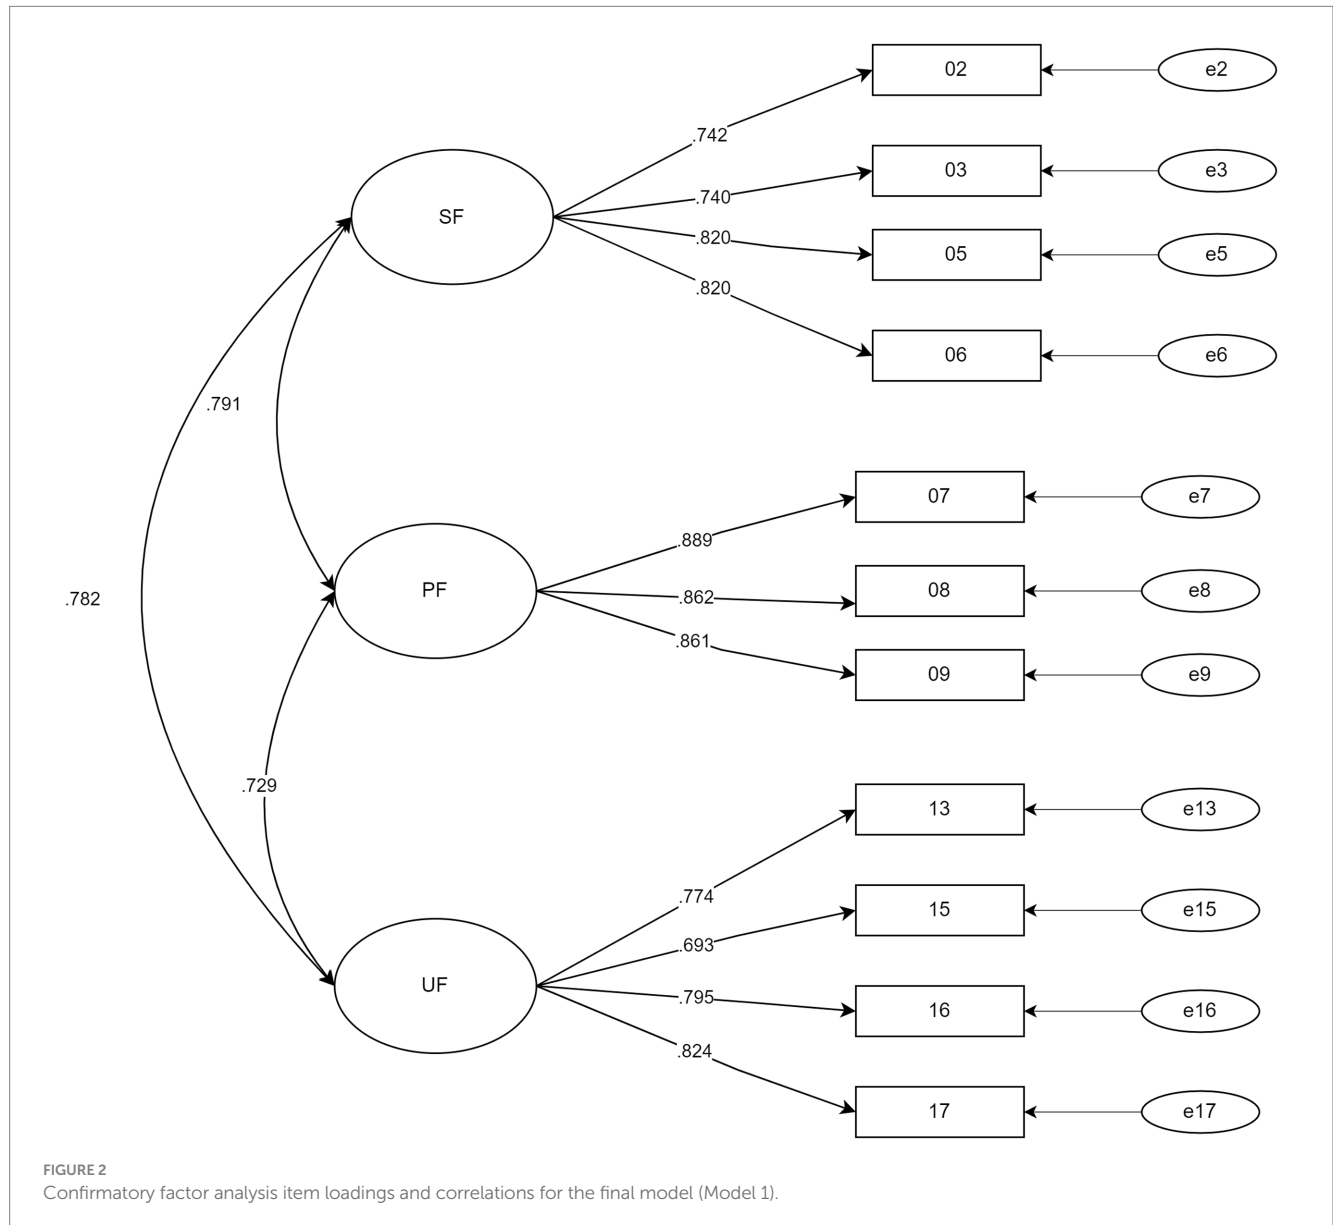 02
e2
.742
03
e3
.740
SF
.820
05
e5
.820
06
e6
.791
07
e7
.889
.782
PF
.862
08
e8
.861
09
e9
.729
13
e13
.774
15
e15
.693
UF
.795
16
e16
.824
17
e17
FIGURE 2
Confirmatory factor analysis item loadings and correlations for the final model (Model 1).